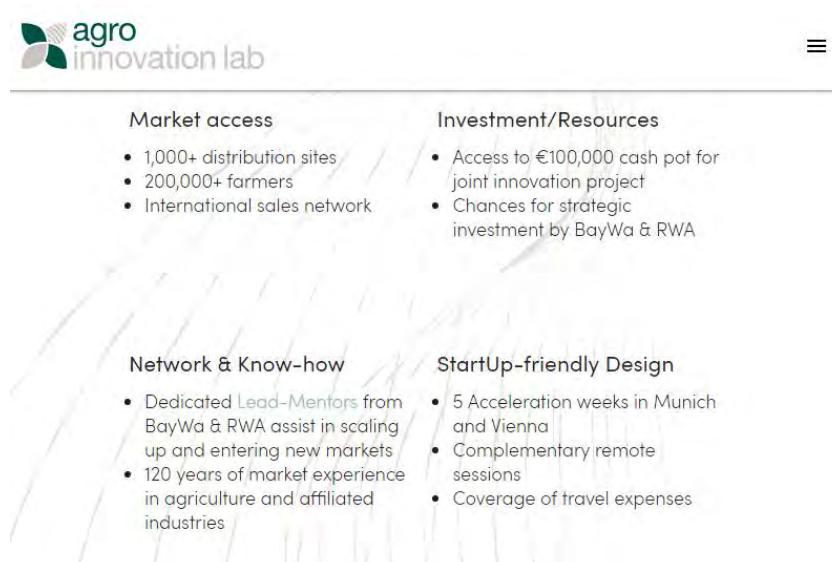 agro
innovation lab
Market access
• 1,000+ distribution sites
• 200,000+ farmers
• International sales network
Investment/Resources
• Access to €100,000 cash pot for
joint innovation project
• Chances for strategic
investment by BayWa & RWA
Network & Know-how
• Dedicated Lead-Mentors from
BayWa & RWA assist in scaling
up and entering new markets
• 120 years of market experience
in agriculture and affiliated
industries
StartUp-friendly Design
• 5 Acceleration weeks in Munich
and Vienna
• Complementary remote
sessions
• Coverage of travel expenses